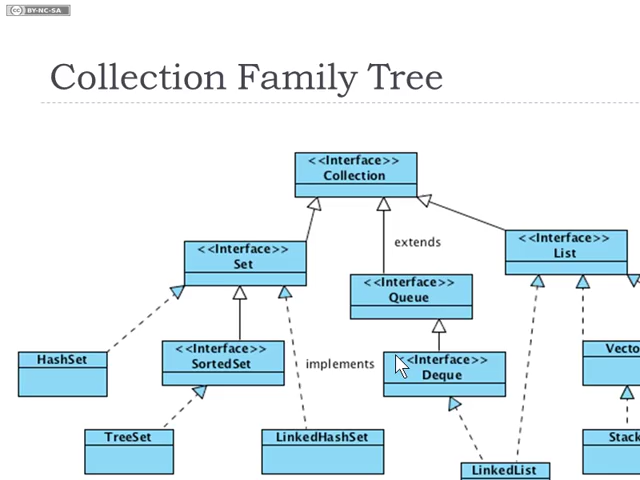 BY-NC-SA
Collection Family Tree
<<Interface>>
Collection
<<Interface>>
Set
extends
<<Interface>>
List
<<Interface>>
Queue
HashSet
<<Interface>>
SortedSet
implements
<<Interface>>
Deque
Vecto
TreeSet
LinkedHashSet
Stack
LinkedList